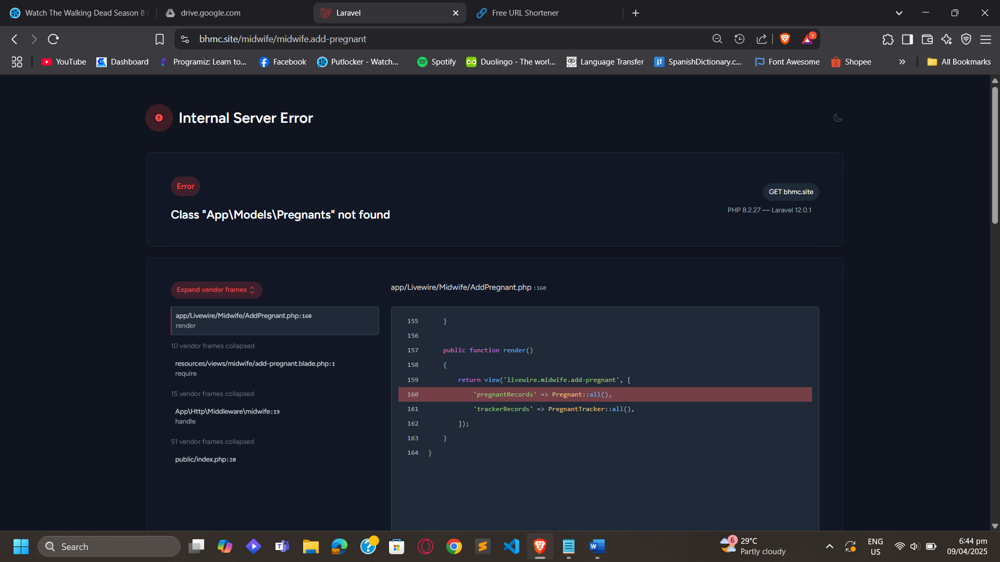 Watch The Walking Dead Season 8
drive.google.com
Laravel
Free URL Shortener
bhmc.site/midwife/midwife.add-pregnant
1
YouTube
Dashboard
Programiz: Learn to...
Facebook
Putlocker - Watch...
Spotify
Duolingo - The worl...
Language Transfer
SpanishDictionary.c...
Font Awesome
Shopee
All Bookmarks
Internal Server Error
Error
GET bhmc.site
Class "App\Models\Pregnants" not found
PHP 8.2.27 — Laravel 12.0.1
Expand vendor frames
app/Livewire/Midwife/AddPregnant.php:160
render
10 vendor frames collapsed
resources/views/midwife/add-pregnant.blade.php:1
require
15 vendor frames collapsed
App\Http\Middleware\midwife:19
handle
51 vendor frames collapsed
public/index.php:20
app/Livewire/Midwife/AddPregnant.php :160
155 }
156
157 public function render()
158 {
159 return view('livewire.midwife.add-pregnant', [
160 'pregnantRecords' => Pregnant::all(),
161 'trackerRecords' => PregnantTracker::all(),
162 ]);
163 }
164 }
Search
6
29°C
Partly cloudy
ENG
US
6:44 pm
09/04/2025